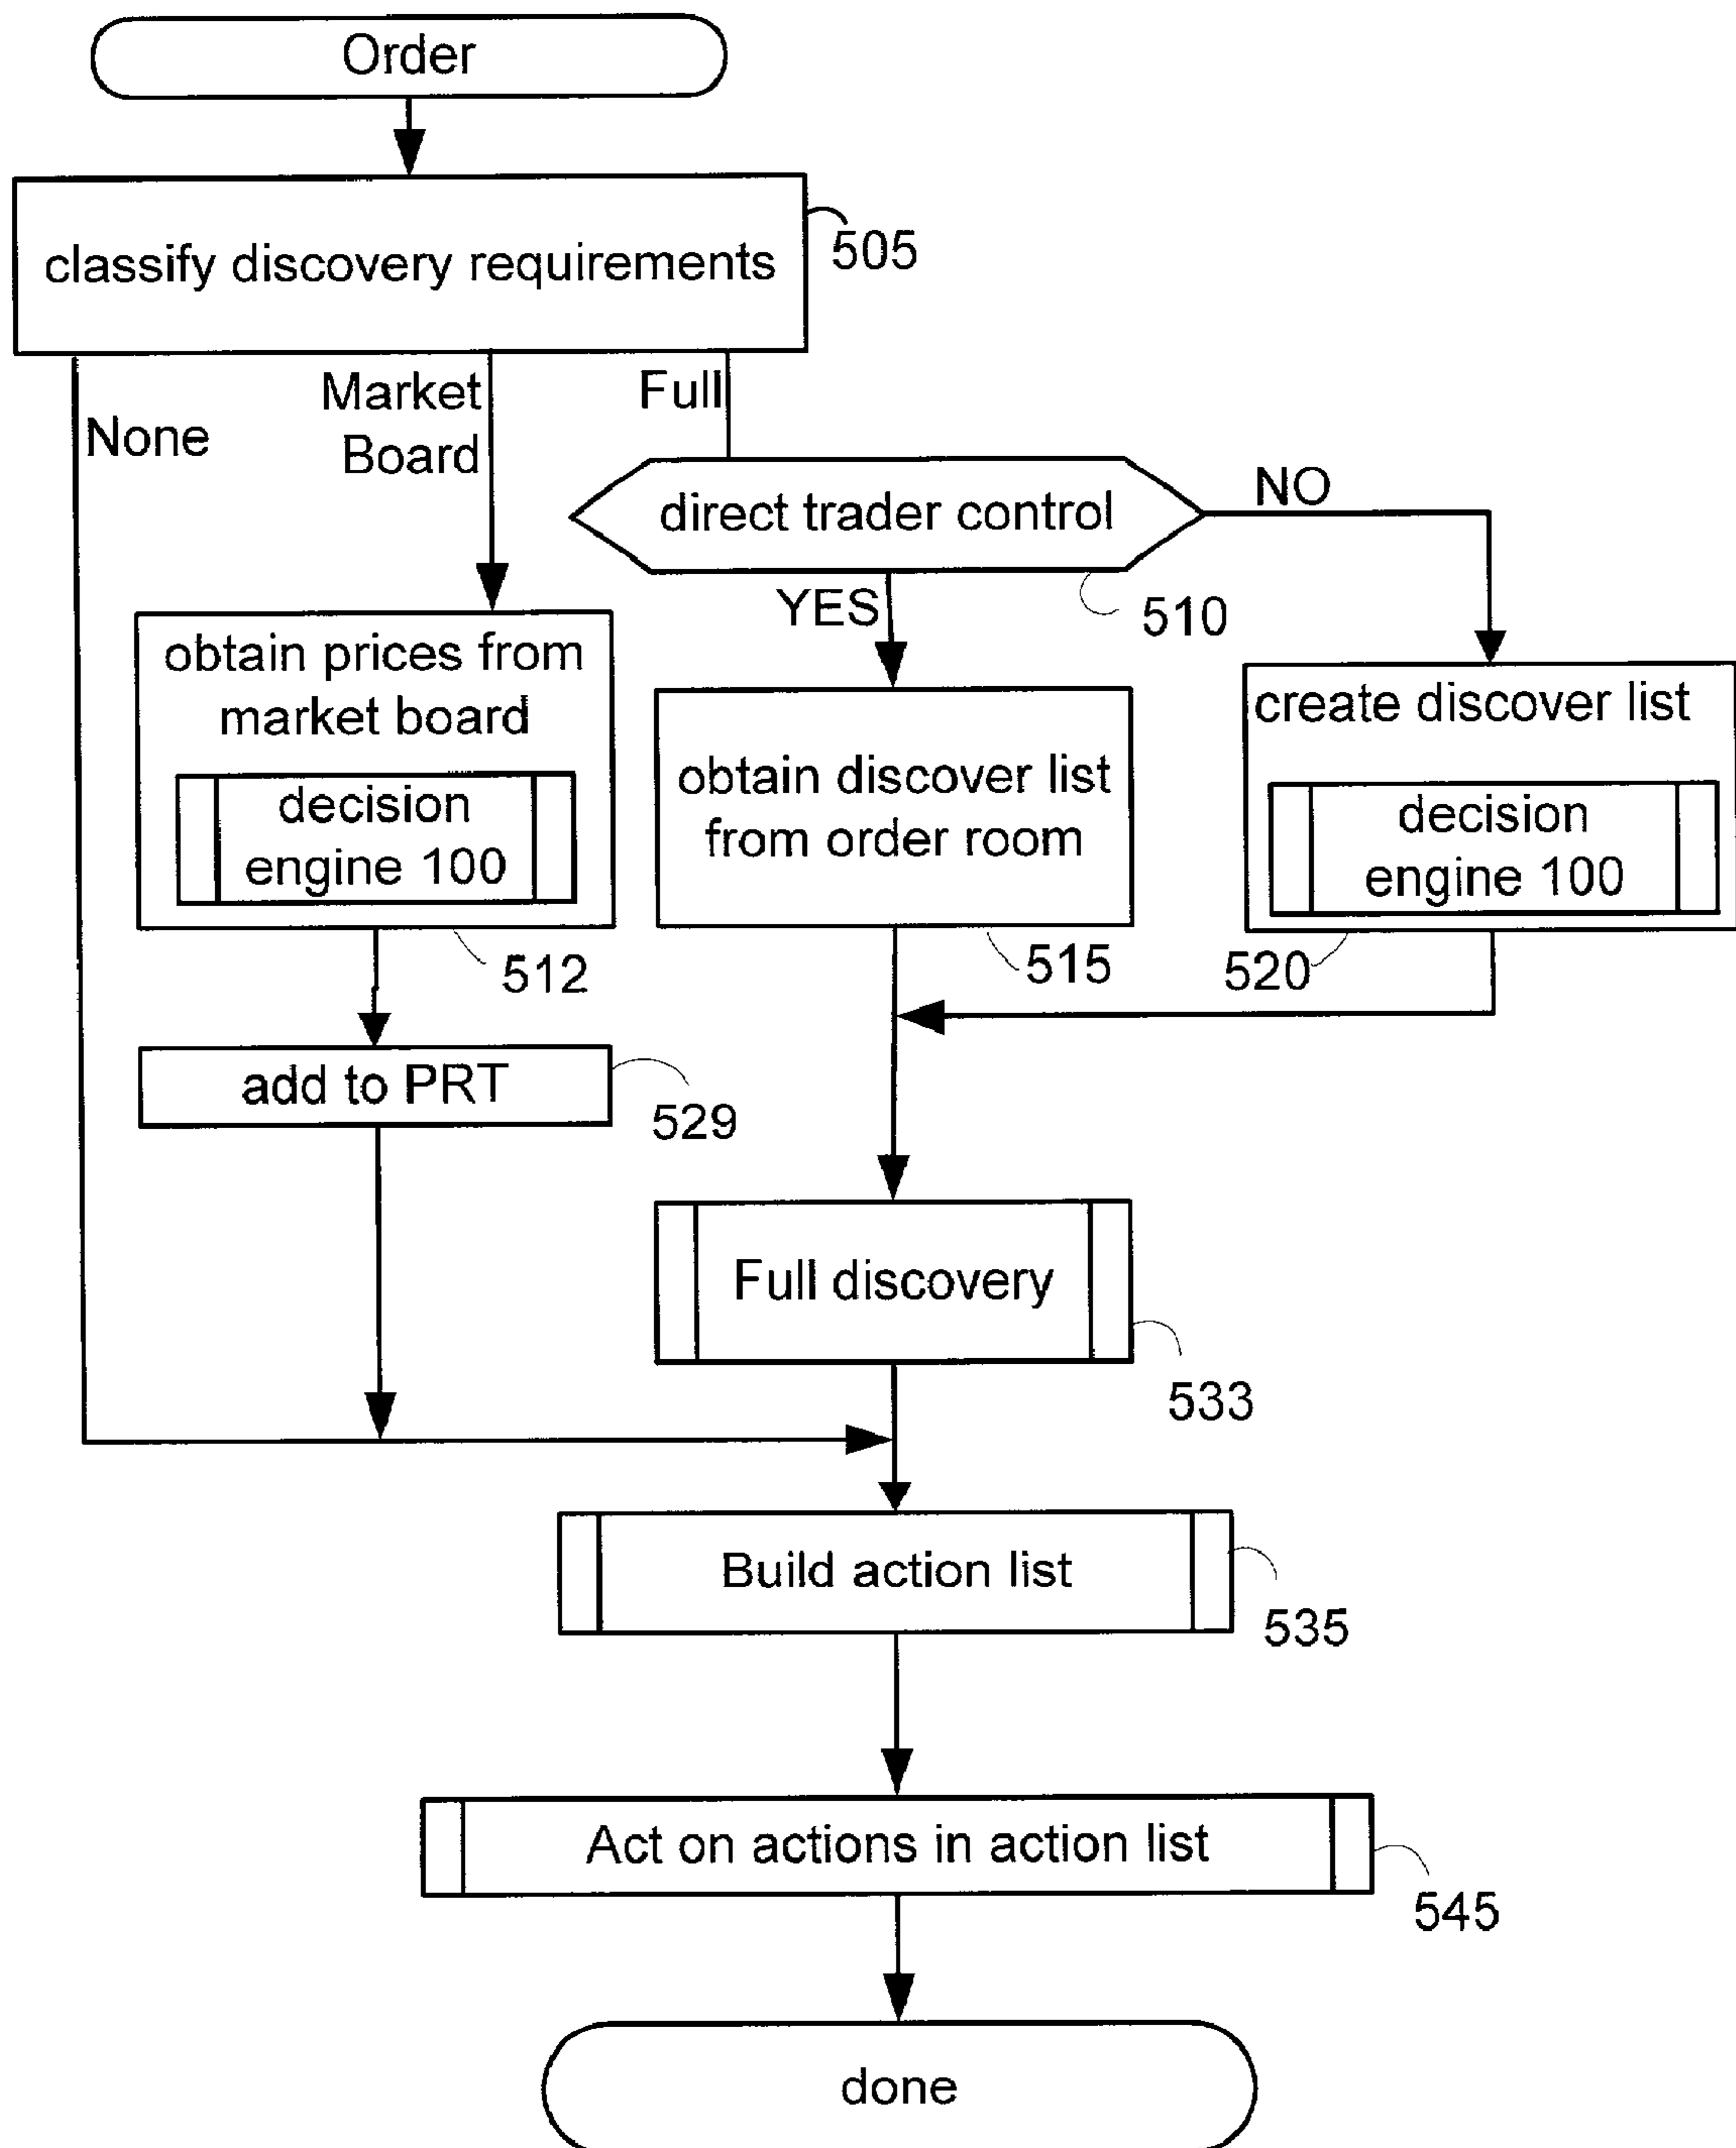 Order
classify discovery requirements
505
None
Market
Board
Full
direct trader control
NO
YES
510
obtain prices from
market board
decision
engine 100
512
obtain discover list
from order room
515
create discover list
decision
engine 100
520
add to PRT
529
Full discovery
533
Build action list
535
Act on actions in action list
545
done